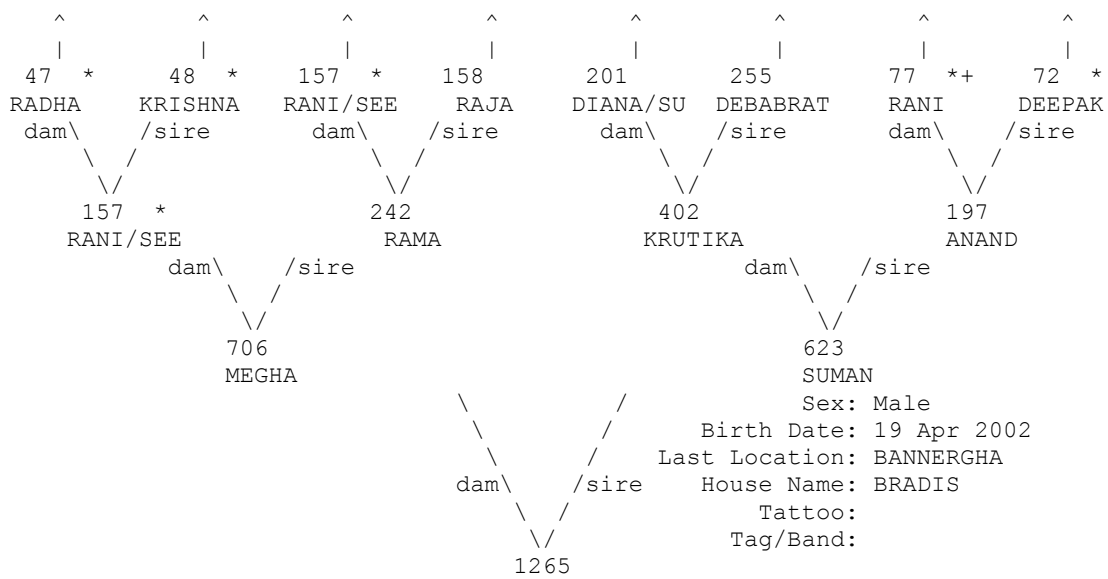 ^ ^ ^ ^ ^ ^ ^ ^
| | | | | | | |
47 * 48 * 157 * 158 201 255 77 *+ 72 *
RADHA KRISHNA RANI/SEE RAJA DIANA/SU DEBABRAT RANI DEEPAK
dam\ /sire dam\ /sire dam\ /sire dam\ /sire
\ / \ / \ / \ /
\/ \/ \/ \/
157 * 242 402 197
RANI/SEE RAMA KRUTIKA ANAND
dam\ /sire dam\ /sire
\ / \ /
\/ \/
706 623
MEGHA SUMAN
\ / Sex: Male
\ / Birth Date: 19 Apr 2002
\ / Last Location: BANNERGHA
dam\ /sire House Name: BRADIS
\ / Tattoo:
\/ Tag/Band:
1265